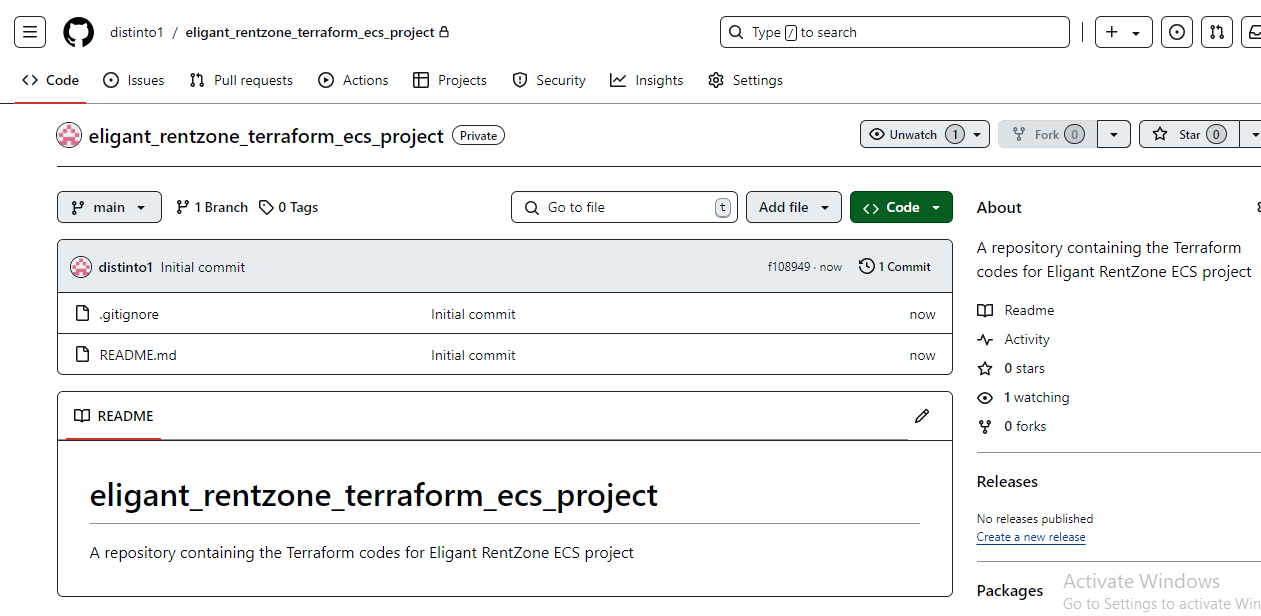 distinto1 / eligant_rentzone_terraform_ecs_project
Type / to search
Code Issues Pull requests Actions Projects Security Insights Settings
eligant_rentzone_terraform_ecs_project Private
Unwatch 1 Fork 0 Star 0
main 1 Branch 0 Tags Go to file t Add file Code
distinto1 Initial commit f108949 · now 1 Commit
.gitignore Initial commit now
README.md Initial commit now
README
eligant_rentzone_terraform_ecs_project
A repository containing the Terraform codes for Eligant RentZone ECS project
About
A repository containing the Terraform
codes for Eligant RentZone ECS project
Readme
Activity
0 stars
1 watching
0 forks
Releases
No releases published
Create a new release
Packages
Activate Windows
Go to Settings to activate Win